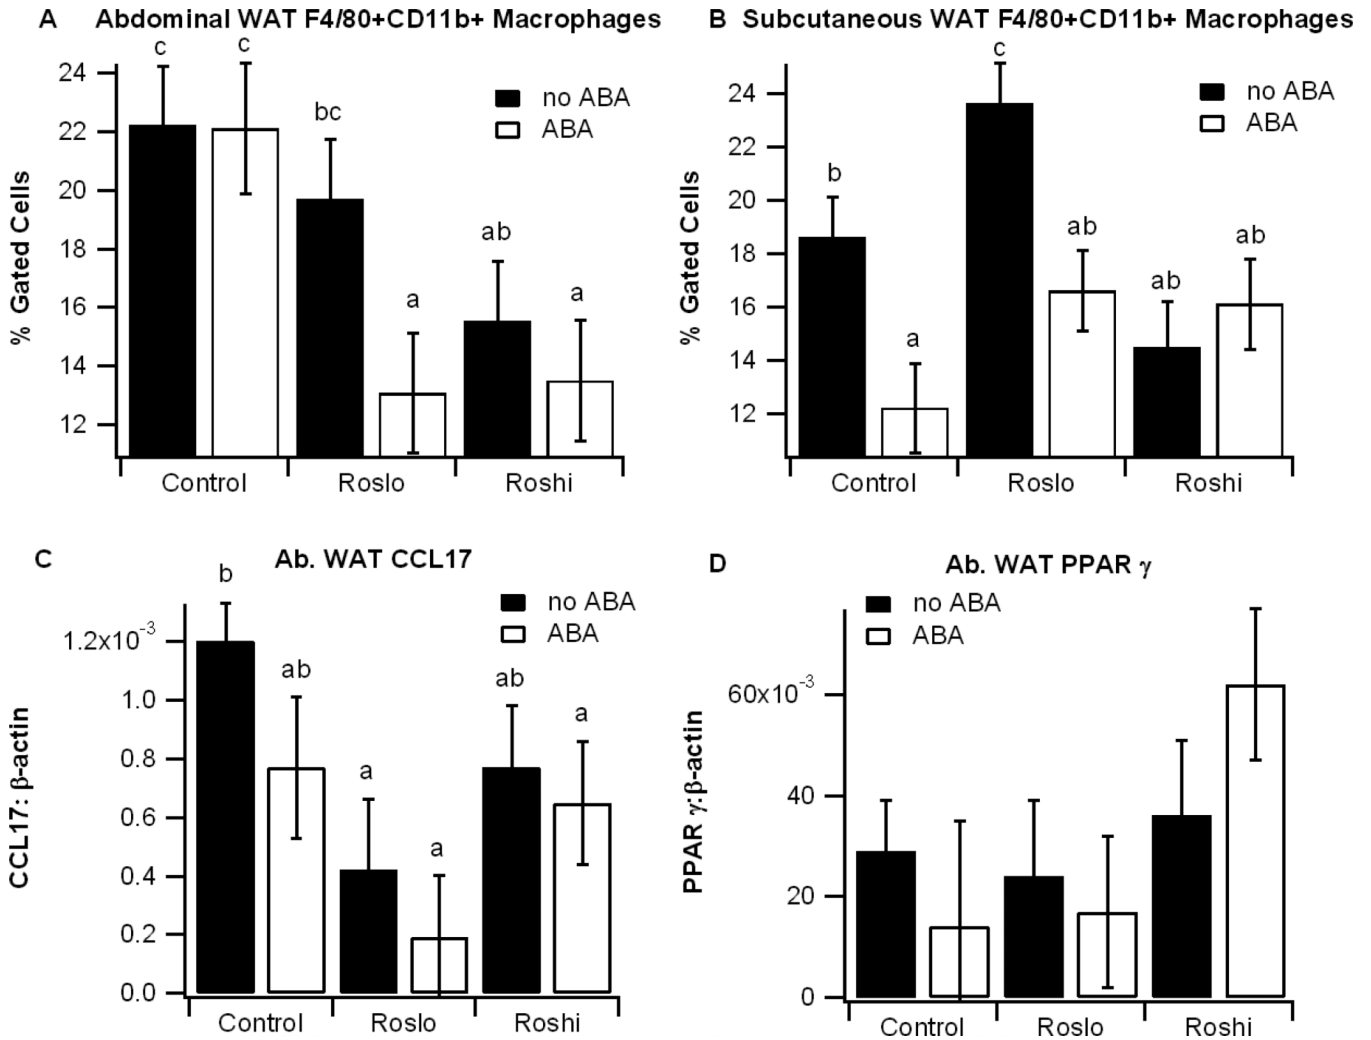 A Abdominal WAT F4/80+CD11b+ Macrophages
c c
bc
a
ab
a
no ABA
ABA
% Gated Cells
24
22
20
18
16
14
12
Control Roslo Roshi
B Subcutaneous WAT F4/80+CD11b+ Macrophages
b
a
c
ab
ab
ab
no ABA
ABA
% Gated Cells
24
22
20
18
16
14
12
Control Roslo Roshi
C Ab. WAT CCL17
b
ab
a
a
ab
a
no ABA
ABA
CCL17: β-actin
1.2x10-3
1.0
0.8
0.6
0.4
0.2
0.0
Control Roslo Roshi
D Ab. WAT PPAR γ
no ABA
ABA
PPAR γ:β-actin
60x10-3
40
20
0
Control Roslo Roshi